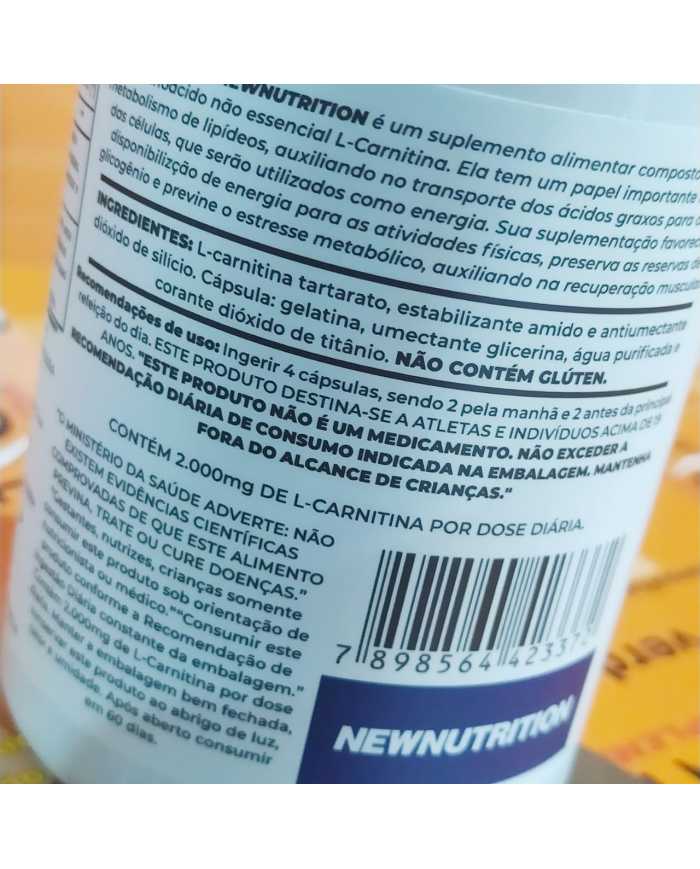 NEWNUTRITION é um suplemento alimentar composto
não essencial L-Carnitina. Ela tem um papel importante
metabolismo de lipídeos, auxiliando no transporte dos ácidos graxos para
das células, que serão utilizados como energia. Sua suplementação favorece
disponibilizção de energia para as atividades físicas, preserva as reservas de
glicogênio e previne o estresse metabólico, auxiliando na recuperação muscular
INGREDIENTES: L-carnitina tartarato, estabilizante amido e antiumectante
dióxido de silício. Cápsula: gelatina, umectante glicerina, água purificada e
corante dióxido de titânio. NÃO CONTÉM GLÚTEN.
Recomendações de uso: Ingerir 4 cápsulas, sendo 2 pela manhã e 2 antes da principal
refeição do dia. ESTE PRODUTO DESTINA-SE A ATLETAS E INDIVÍDUOS ACIMA DE 19
ANOS. "ESTE PRODUTO NÃO É UM MEDICAMENTO. NÃO EXCEDER A
RECOMENDAÇÃO DIÁRIA DE CONSUMO INDICADA NA EMBALAGEM. MANTENHA
FORA DO ALCANCE DE CRIANÇAS."
CONTÉM 2.000mg DE L-CARNITINA POR DOSE DIÁRIA.
"O MINISTÉRIO DA SAÚDE ADVERTE: NÃO
EXISTEM EVIDÊNCIAS CIENTÍFICAS
COMPROVADAS DE QUE ESTE ALIMENTO
PREVINA, TRATE OU CURE DOENÇAS."
"Gestantes, nutrizes, crianças somente
consumir este produto sob orientação de
nutricionista ou médico." "Consumir este
produto conforme a Recomendação de
Ingestão Diária constante da embalagem."
Contém 2.000mg de L-Carnitina por dose
diária. Manter a embalagem bem fechada,
conservar este produto ao abrigo de luz,
calor e umidade. Após aberto consumir
em 60 dias.
7 898564 42337
NEWNUTRITION
verd